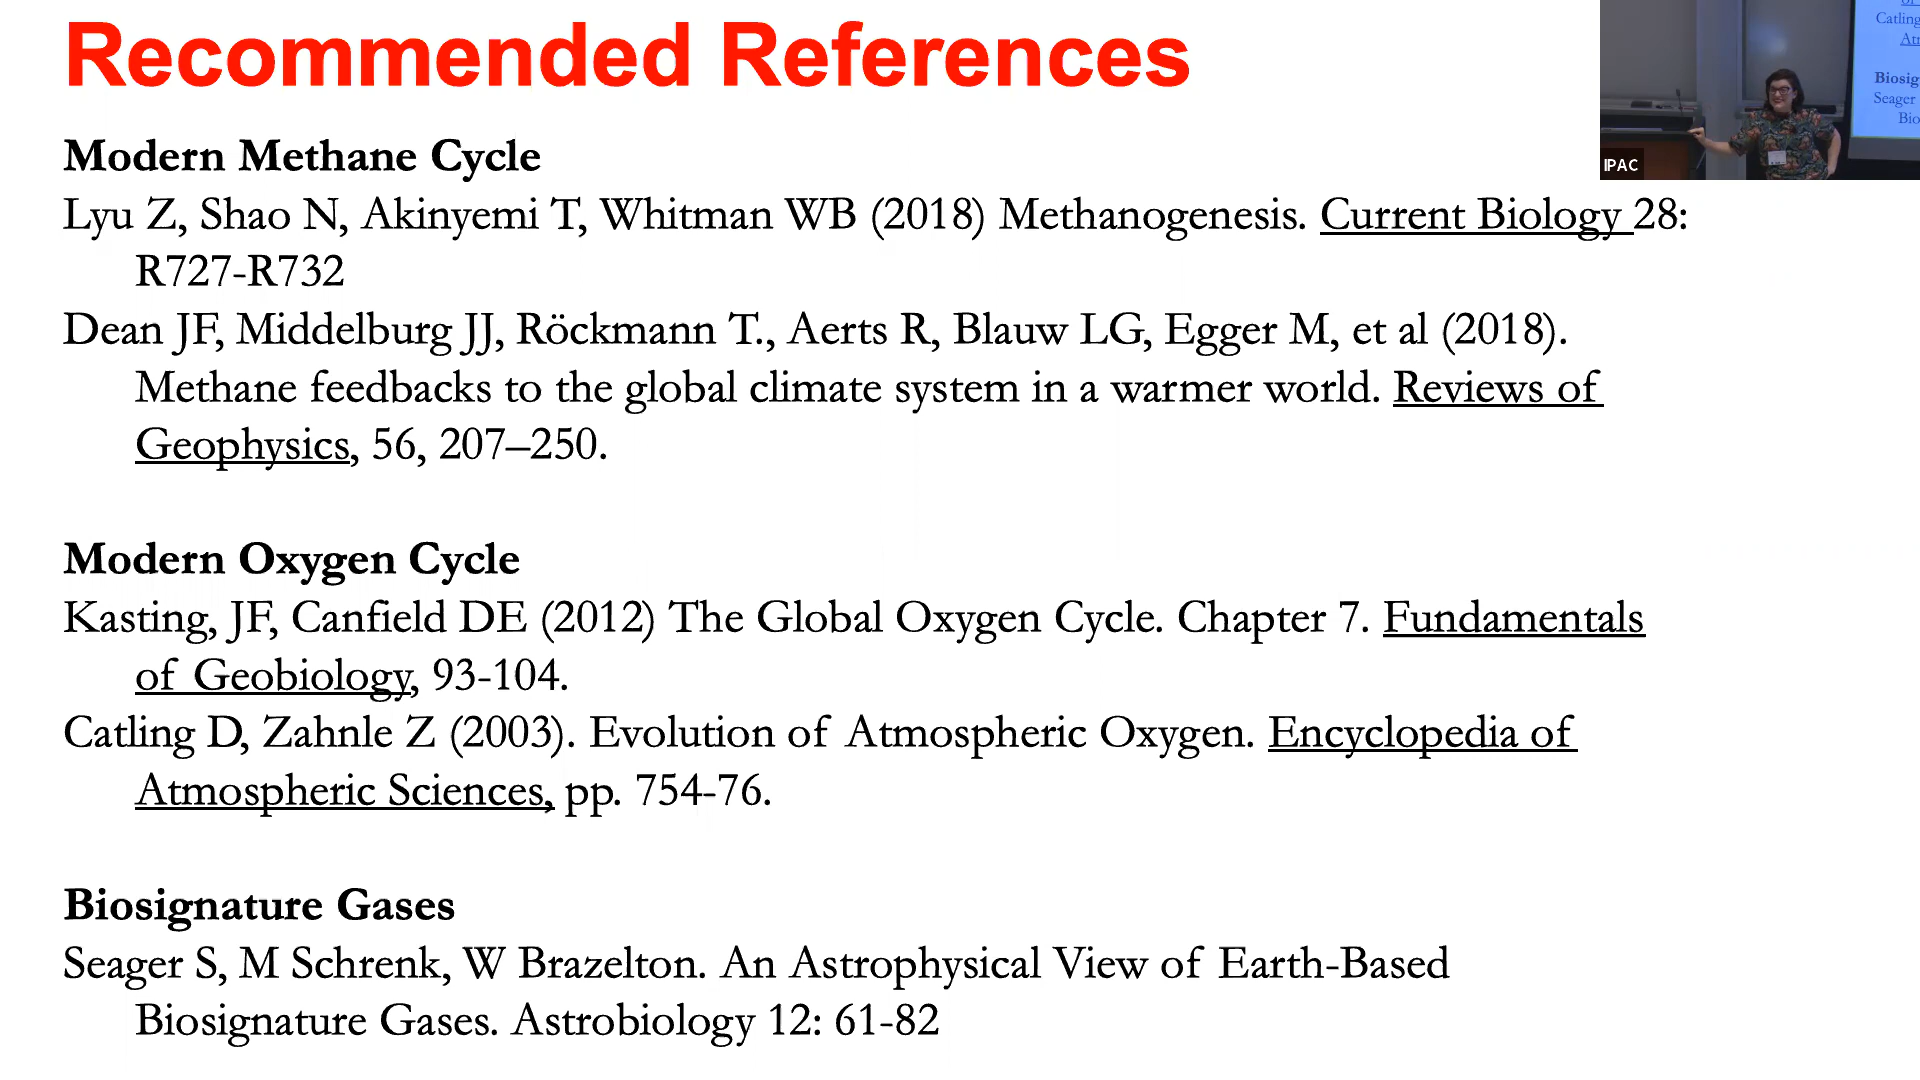 Recommended References
Modern Methane Cycle
Lyu Z, Shao N, Akinyemi T, Whitman WB (2018) Methanogenesis. Current Biology 28:
R727-R732
Dean JF, Middelburg JJ, Röckmann T., Aerts R, Blauw LG, Egger M, et al (2018).
Methane feedbacks to the global climate system in a warmer world. Reviews of
Geophysics, 56, 207–250.
Modern Oxygen Cycle
Kasting, JF, Canfield DE (2012) The Global Oxygen Cycle. Chapter 7. Fundamentals
of Geobiology, 93-104.
Catling D, Zahnle Z (2003). Evolution of Atmospheric Oxygen. Encyclopedia of
Atmospheric Sciences, pp. 754-76.
Biosignature Gases
Seager S, M Schrenk, W Brazelton. An Astrophysical View of Earth-Based
Biosignature Gases. Astrobiology 12: 61-82
IPAC
Catling
At
Biosig
Seager
Bio